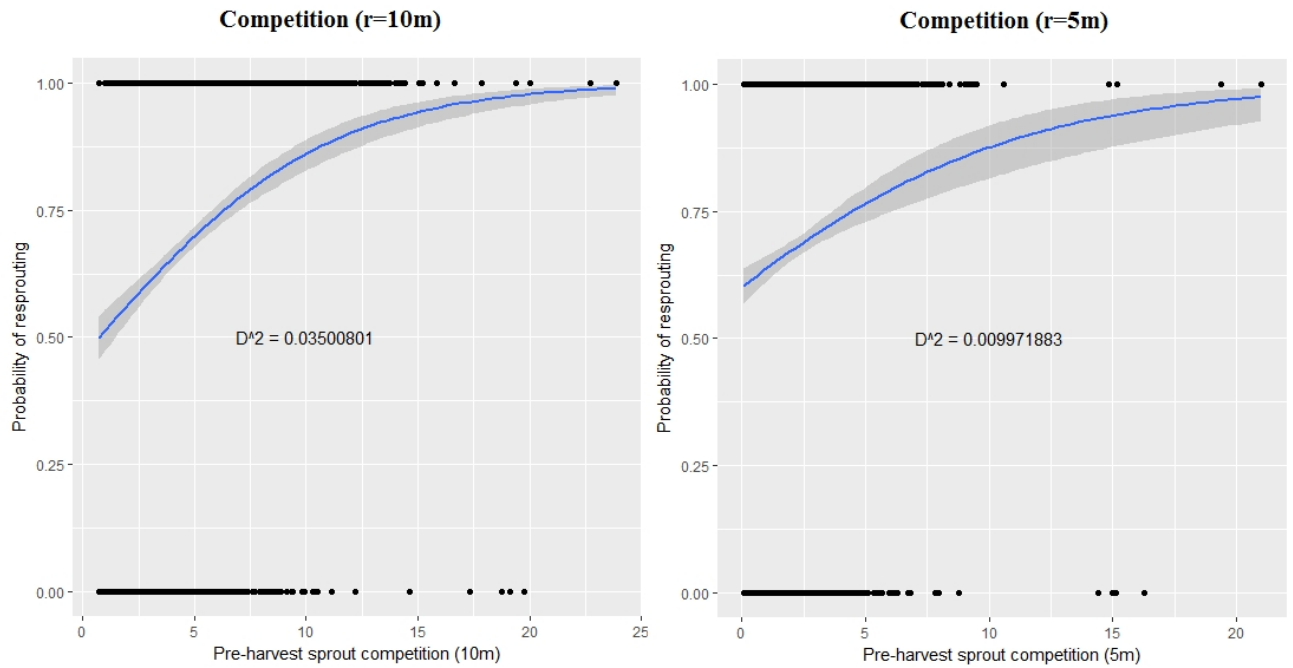 Competition (r=10m)
1.00
0.75
0.50
0.25
0.00
Probability of resprouting
D^2 = 0.03500801
0 5 10 15 20 25
Pre-harvest sprout competition (10m)
Competition (r=5m)
1.00
0.75
0.50
0.25
0.00
Probability of resprouting
D^2 = 0.009971883
0 5 10 15 20
Pre-harvest sprout competition (5m)